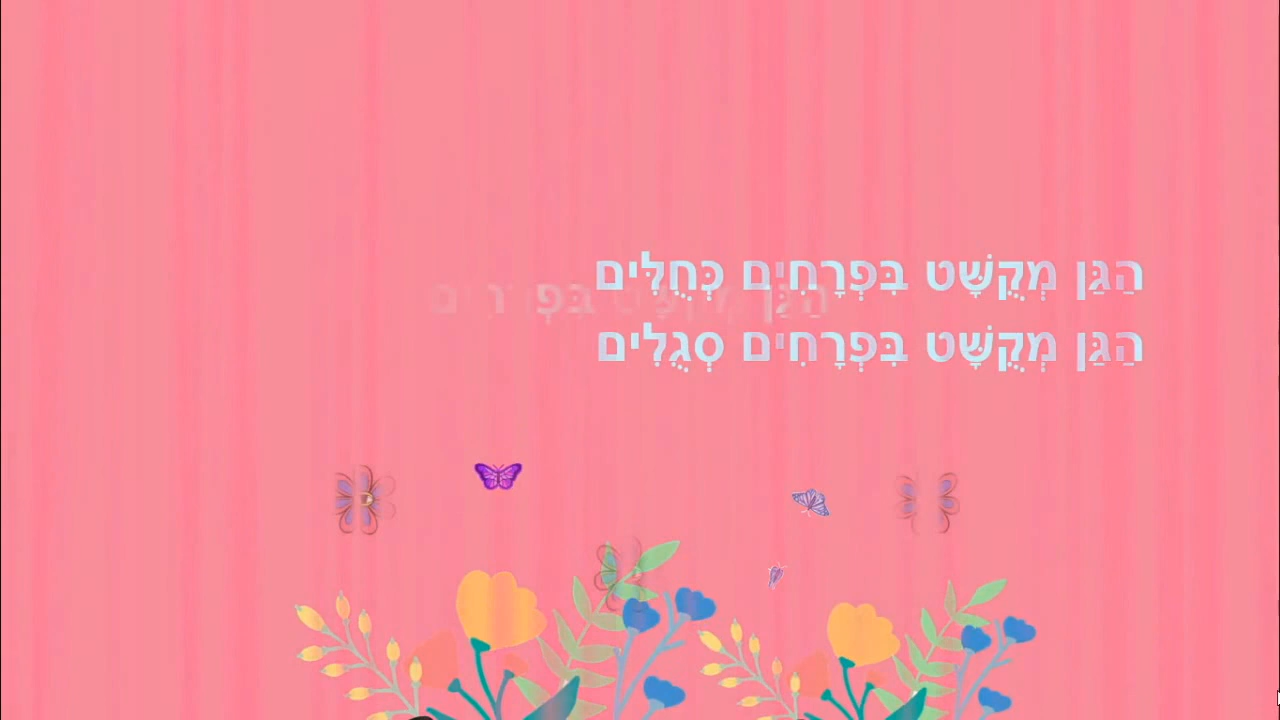 הַגַּן מְקֻשָּׁט בִּפְרָחִים כְּחֻלִּים
הַגַּן מְקֻשָּׁט בִּפְרָחִים סְגֻלִּים